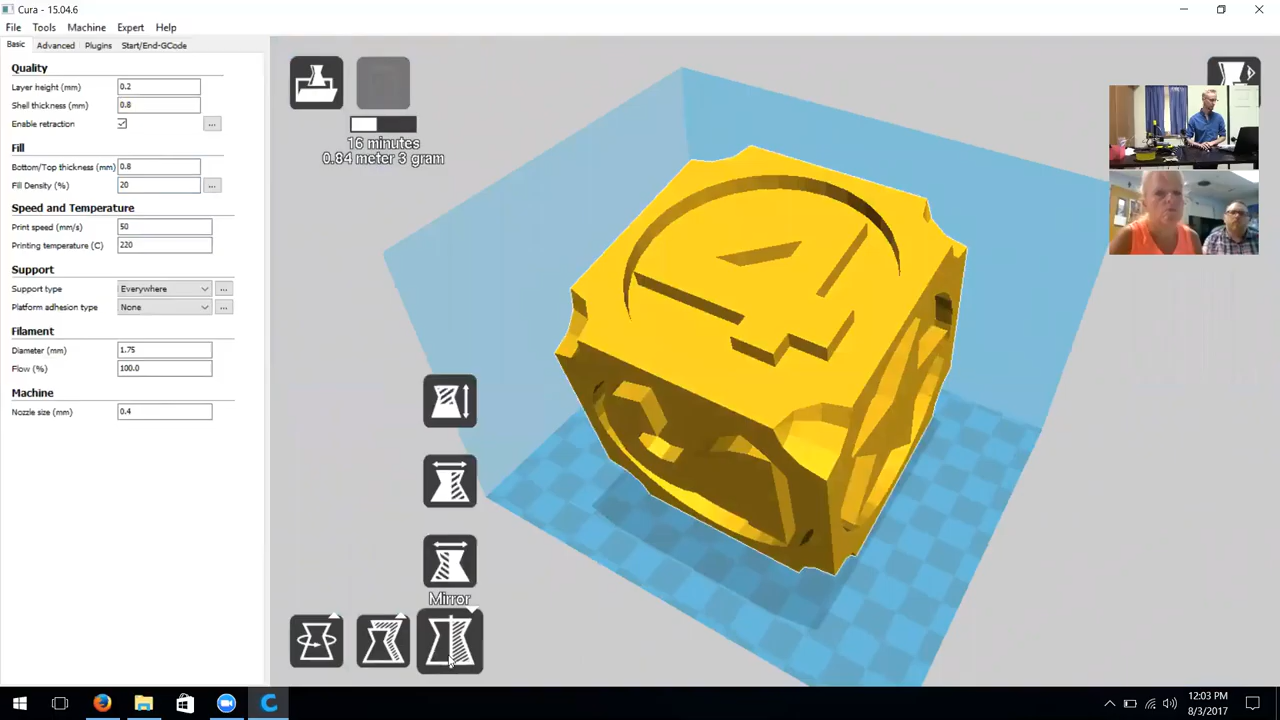 Cura - 15.04.6
File Tools Machine Expert Help
Basic Advanced Plugins Start/End-GCode
Quality
Layer height (mm) 0.2
Shell thickness (mm) 0.8
Enable retraction ...
Fill
Bottom/Top thickness (mm) 0.8
Fill Density (%) 20 ...
Speed and Temperature
Print speed (mm/s) 50
Printing temperature (C) 220
Support
Support type Everywhere ...
Platform adhesion type None ...
Filament
Diameter (mm) 1.75
Flow (%) 100.0
Machine
Nozzle size (mm) 0.4
16 minutes
0.84 meter 3 gram
4
Mirror
12:03 PM
8/3/2017